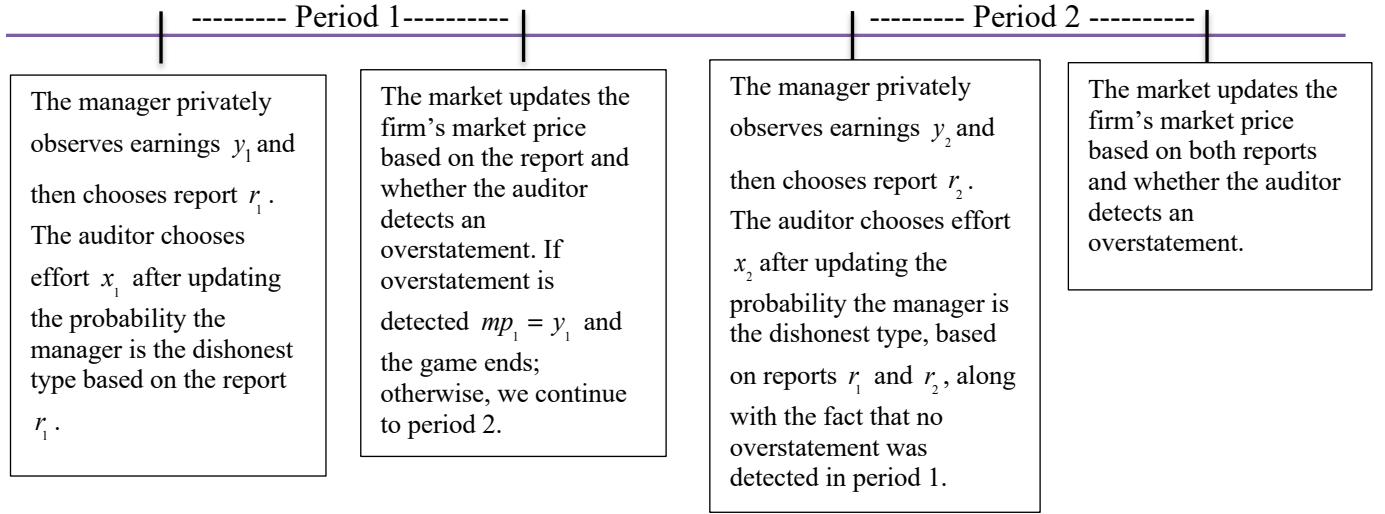 --------- Period 1----------
--------- Period 2 ----------
The manager privately
observes earnings y₁ and
then chooses report r₁ .
The auditor chooses
effort x₁ after updating
the probability the
manager is the dishonest
type based on the report
r₁ .
The market updates the
firm’s market price
based on the report and
whether the auditor
detects an
overstatement. If
overstatement is
detected mp₁ = y₁ and
the game ends;
otherwise, we continue
to period 2.
The manager privately
observes earnings y₂ and
then chooses report r₂ .
The auditor chooses effort
x₂ after updating the
probability the manager is
the dishonest type, based
on reports r₁ and r₂ , along
with the fact that no
overstatement was
detected in period 1.
The market updates the
firm’s market price
based on both reports
and whether the auditor
detects an
overstatement.